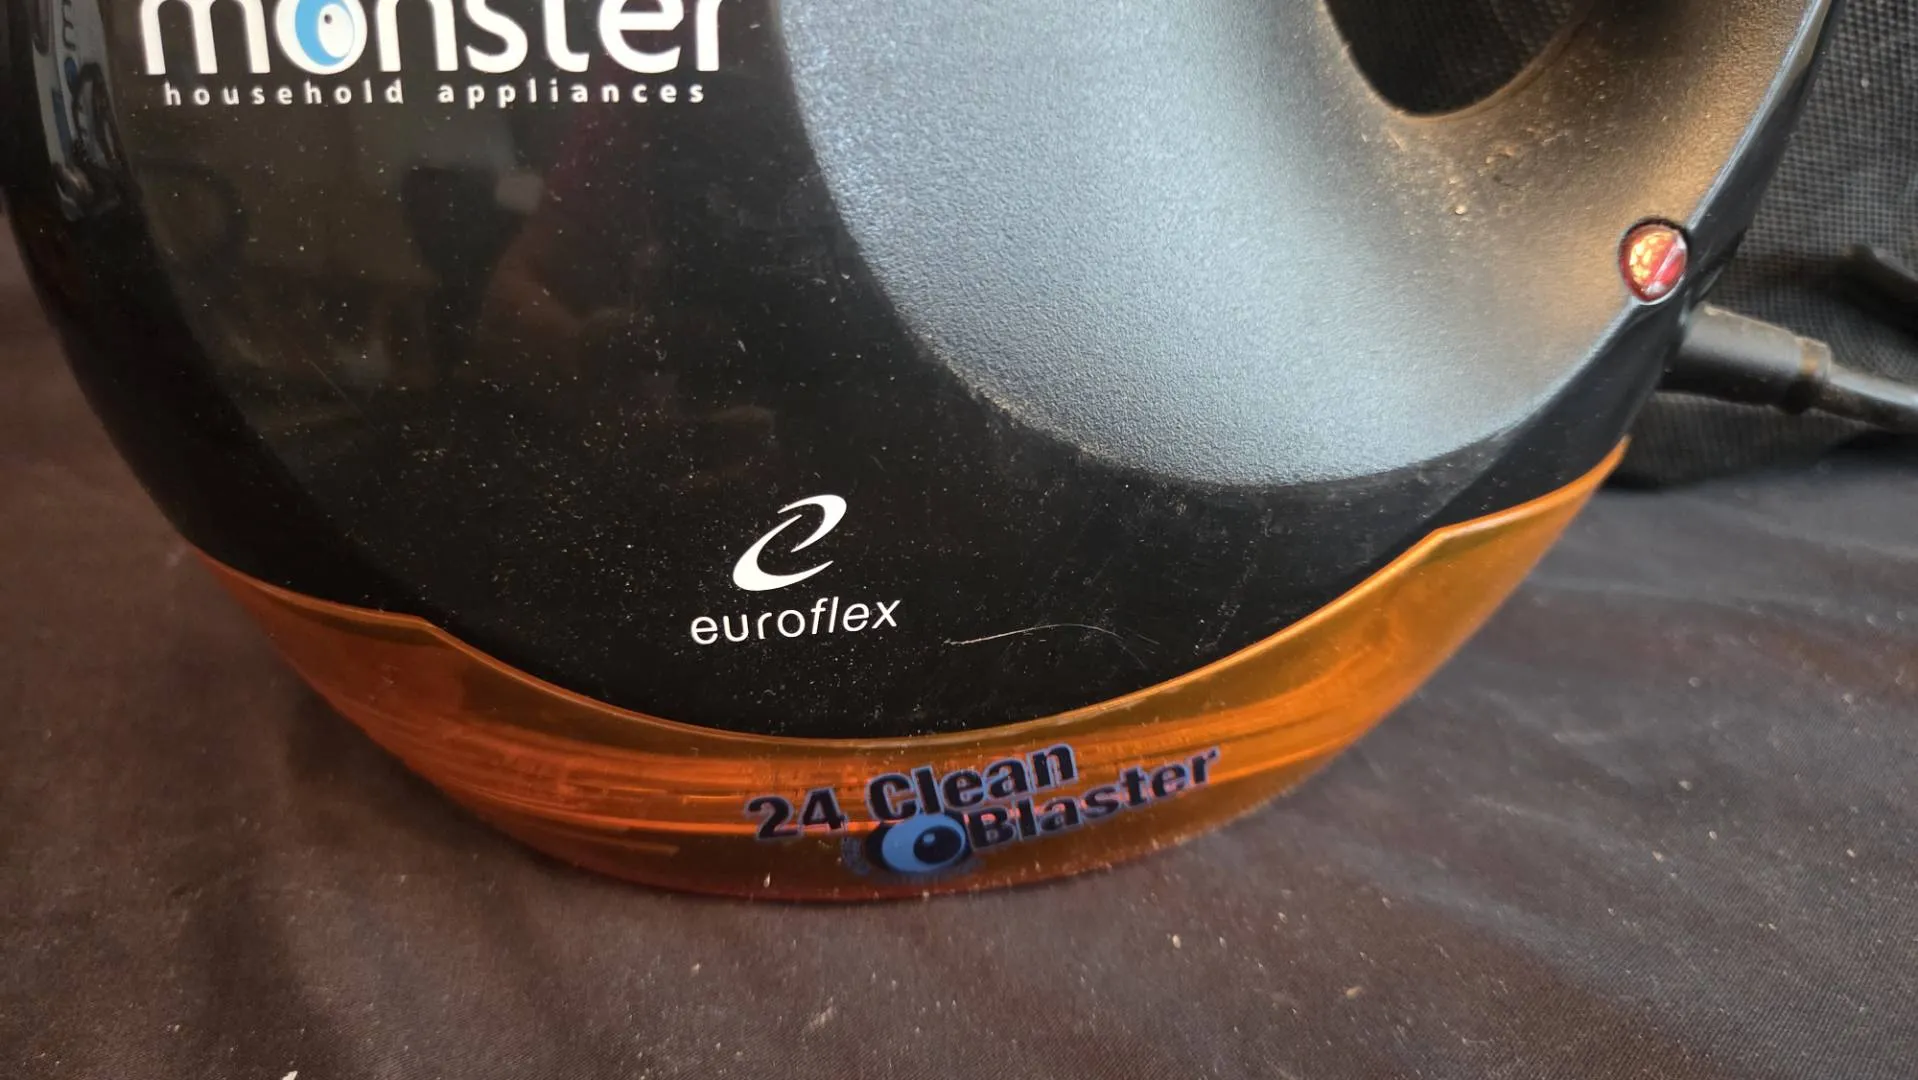 monster
household appliances
euroflex
24 Clean
Blaster